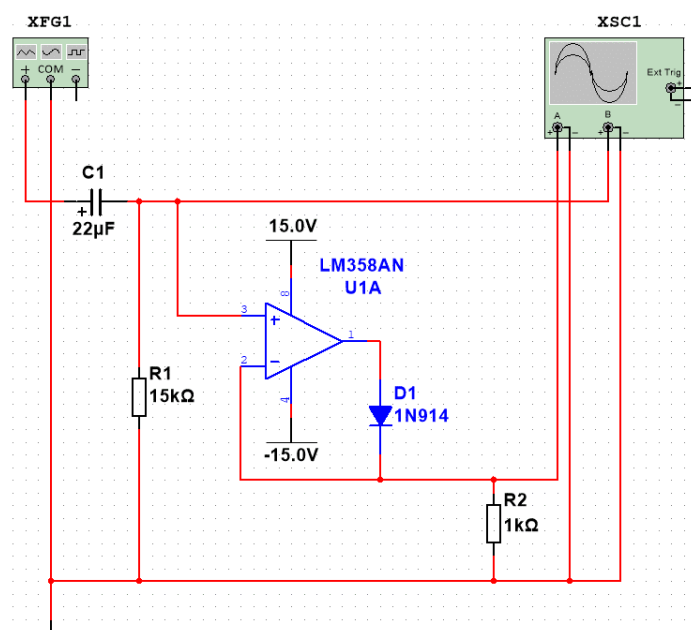 XFG1
XSC1
+ COM −
Ext Trig
+
−
A
B
+ −
+ −
C1
+
22µF
15.0V
LM358AN
U1A
8
3
+
1
2
−
4
R1
15kΩ
D1
1N914
-15.0V
R2
1kΩ